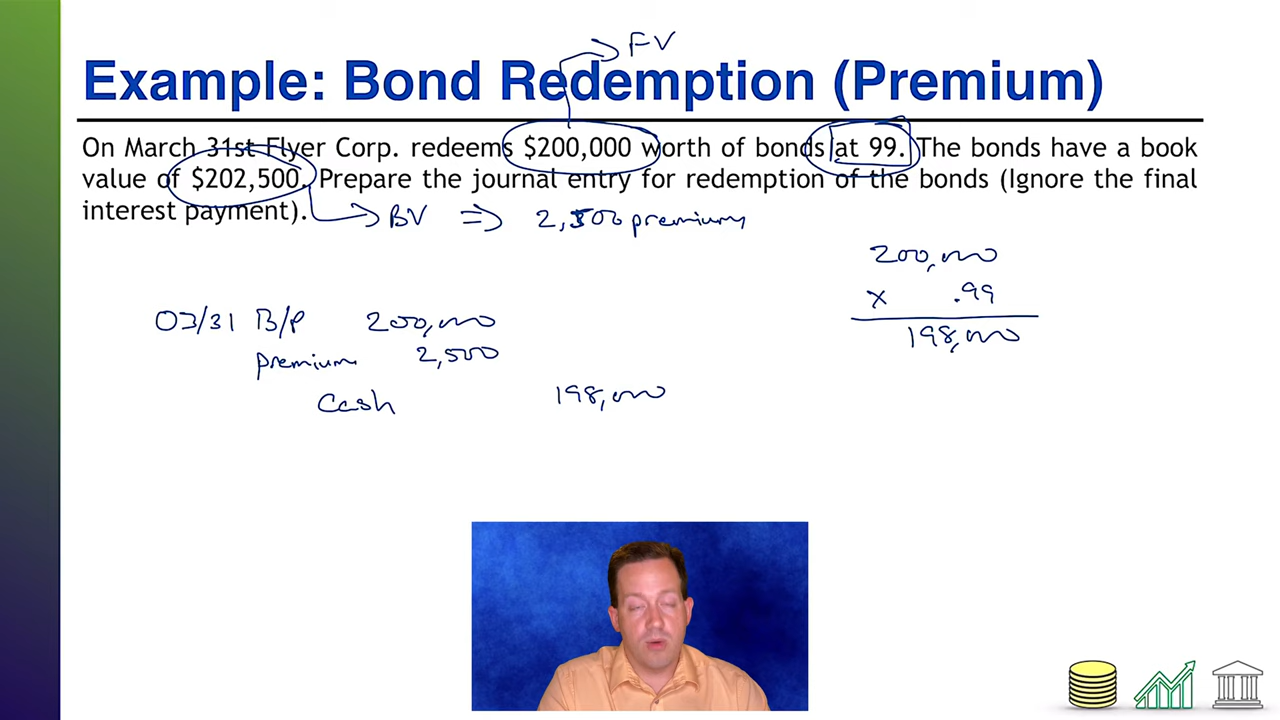 FV
Example: Bond Redemption (Premium)
On March 31st Flyer Corp. redeems $200,000 worth of bonds at 99. The bonds have a book
value of $202,500. Prepare the journal entry for redemption of the bonds (Ignore the final
interest payment).
BV ⇒ 2,500 premium
200,000
x .99
198,000
03/31 B/P 200,000
premium 2,500
Cash 198,000